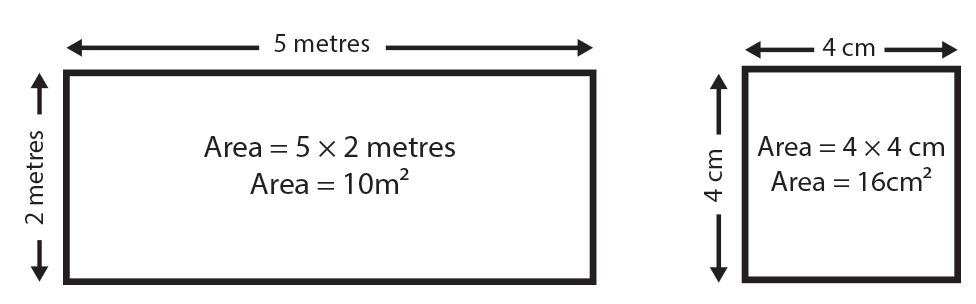 5 metres
2 metres
Area = 5 × 2 metres
Area = 10m²
4 cm
4 cm
Area = 4 × 4 cm
Area = 16cm²